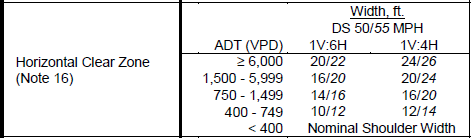 Width, ft.
DS 50/55 MPH
ADT (VPD) 1V:6H 1V:4H
Horizontal Clear Zone
(Note 16)
≥ 6,000 20/22 24/26
1,500 - 5,999 16/20 20/24
750 - 1,499 14/16 16/20
400 - 749 10/12 12/14
< 400 Nominal Shoulder Width